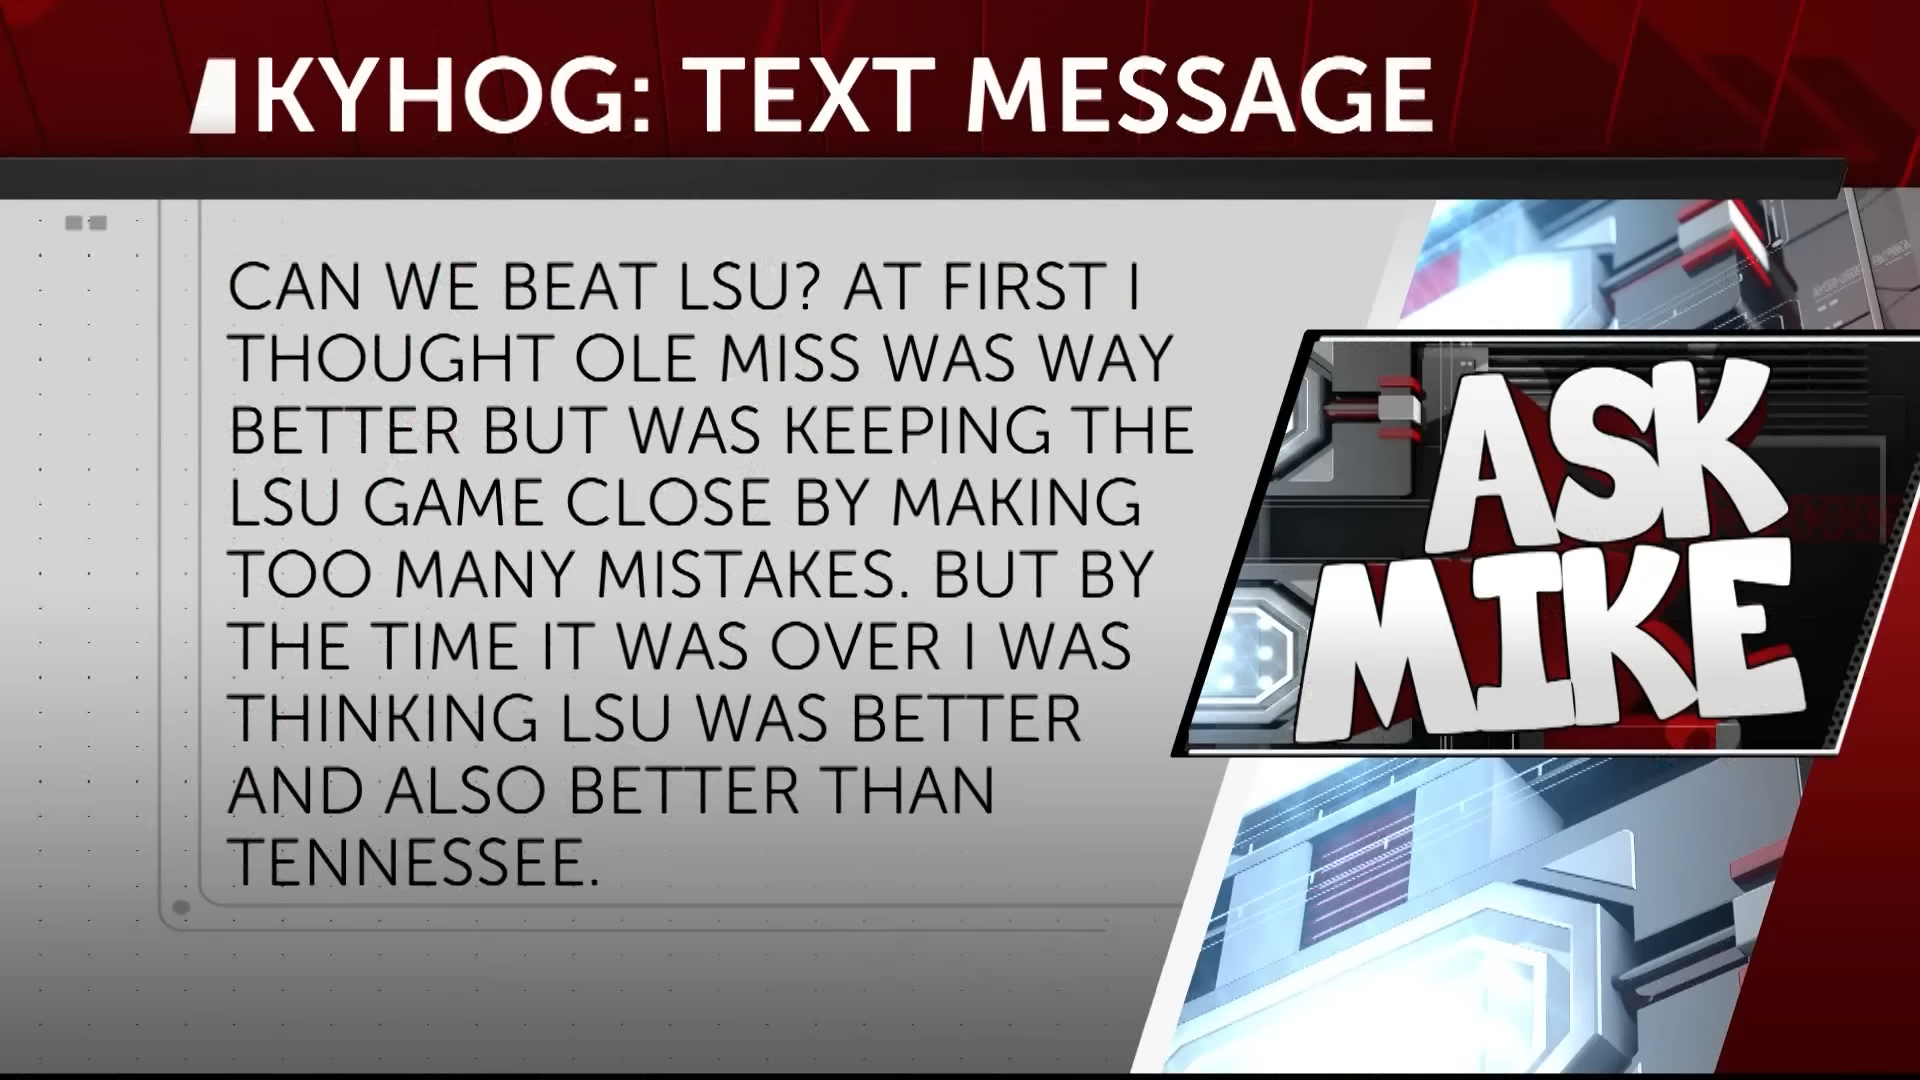 KYHOG: TEXT MESSAGE
CAN WE BEAT LSU? AT FIRST I
THOUGHT OLE MISS WAS WAY
BETTER BUT WAS KEEPING THE
LSU GAME CLOSE BY MAKING
TOO MANY MISTAKES. BUT BY
THE TIME IT WAS OVER I WAS
THINKING LSU WAS BETTER
AND ALSO BETTER THAN
TENNESSEE.
ASK
MIKE